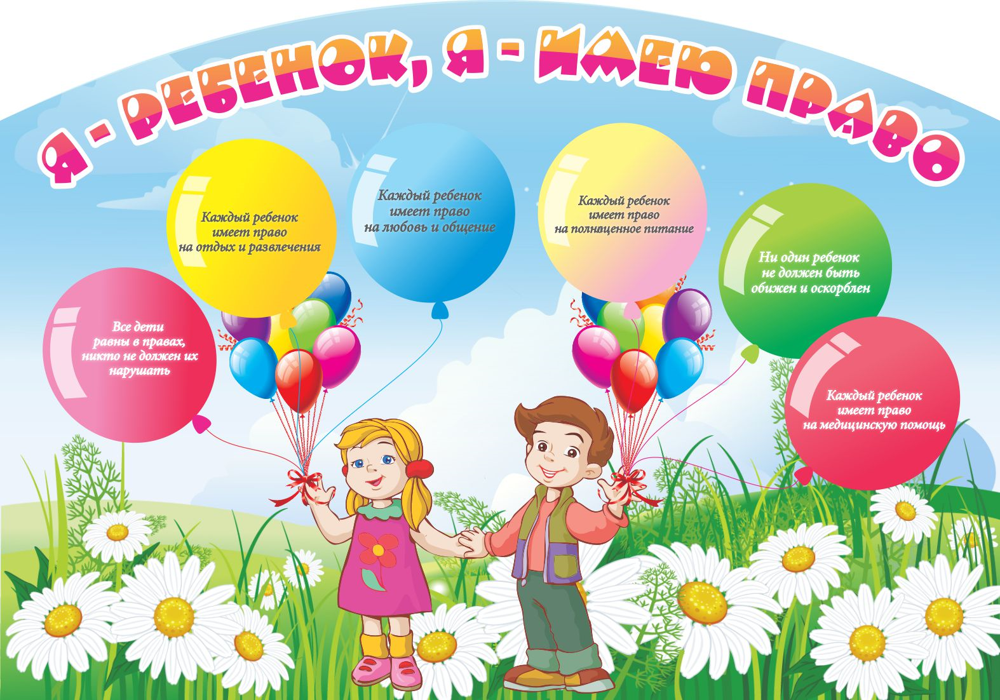 Я - РЕБЕНОК, Я - ИМЕЮ ПРАВО
Все дети
равны в правах,
никто не должен их
нарушать
Каждый ребенок
имеет право
на отдых и развлечения
Каждый ребенок
имеет право
на любовь и общение
Каждый ребенок
имеет право
на полноценное питание
Ни один ребенок
не должен быть
обижен и оскорблен
Каждый ребенок
имеет право
на медицинскую помощь